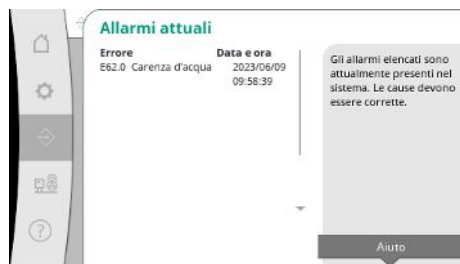 Allarmi attuali
Errore Data e ora
E62.0 Carenza d'acqua 2023/06/09
09:58:39
Gli allarmi elencati sono
attualmente presenti nel
sistema. Le cause devono
essere corrette.
?
Aiuto